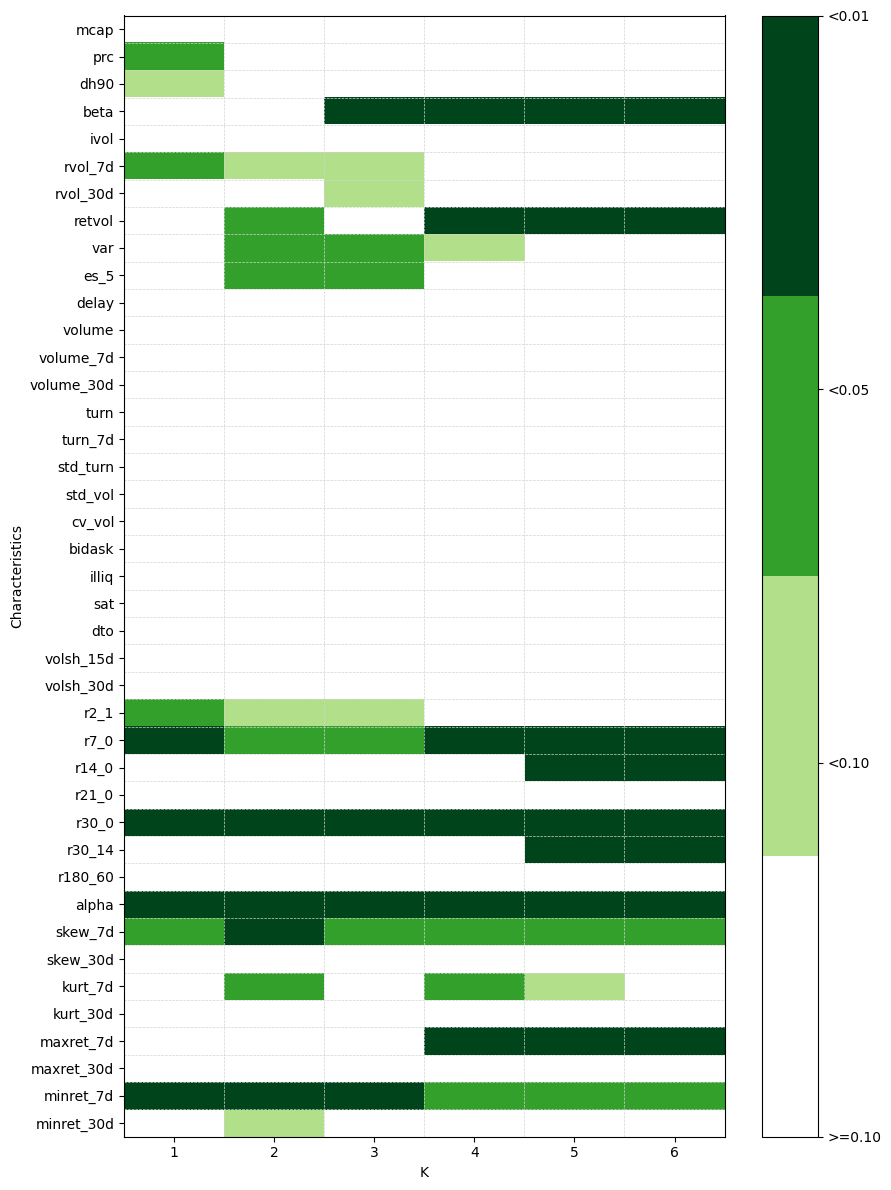 mcap
prc
dh90
beta
ivol
rvol_7d
rvol_30d
retvol
var
es_5
delay
volume
volume_7d
volume_30d
turn
turn_7d
std_turn
std_vol
cv_vol
bidask
illiq
sat
dto
volsh_15d
volsh_30d
r2_1
r7_0
r14_0
r21_0
r30_0
r30_14
r180_60
alpha
skew_7d
skew_30d
kurt_7d
kurt_30d
maxret_7d
maxret_30d
minret_7d
minret_30d
Characteristics
1 2 3 4 5 6
K
<0.01
<0.05
<0.10
>=0.10